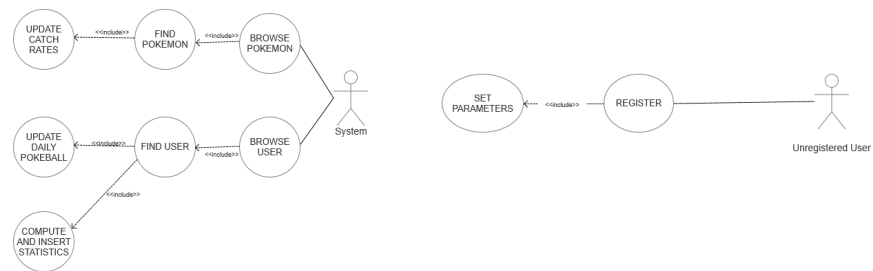 UPDATE
CATCH
RATES
<<include>>
FIND
POKEMON
<<include>>
BROWSE
POKEMON
System
UPDATE
DAILY
POKEBALL
<<include>>
FIND USER
<<include>>
BROWSE
USER
<<include>>
COMPUTE
AND INSERT
STATISTICS
SET
PARAMETERS
<<include>>
REGISTER
Unregistered User